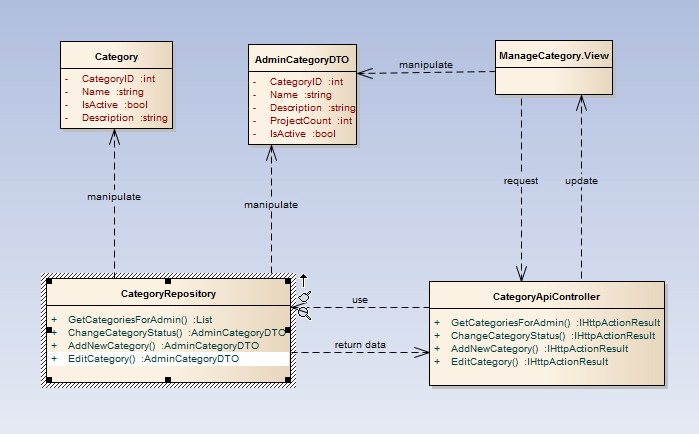 Category
- CategoryID :int
- Name :string
- IsActive :bool
- Description :string
AdminCategoryDTO
- CategoryID :int
- Name :string
- Description :string
- ProjectCount :int
- IsActive :bool
manipulate
ManageCategory.View
manipulate
manipulate
request
update
CategoryRepository
+ GetCategoriesForAdmin() :List
+ ChangeCategoryStatus() :AdminCategoryDTO
+ AddNewCategory() :AdminCategoryDTO
+ EditCategory() :AdminCategoryDTO
use
return data
CategoryApiController
+ GetCategoriesForAdmin() :IHttpActionResult
+ ChangeCategoryStatus() :IHttpActionResult
+ AddNewCategory() :IHttpActionResult
+ EditCategory() :IHttpActionResult